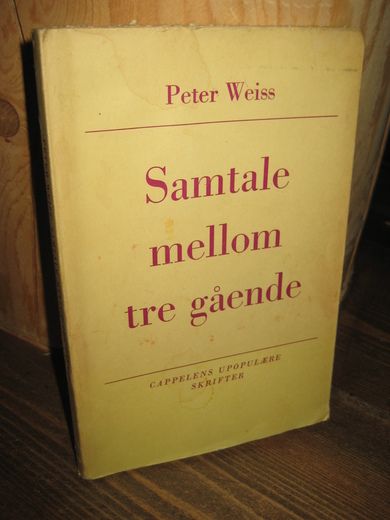 Peter Weiss
Samtale
mellom
tre gående
CAPPELENS UPOPULÆRE
SKRIFTER